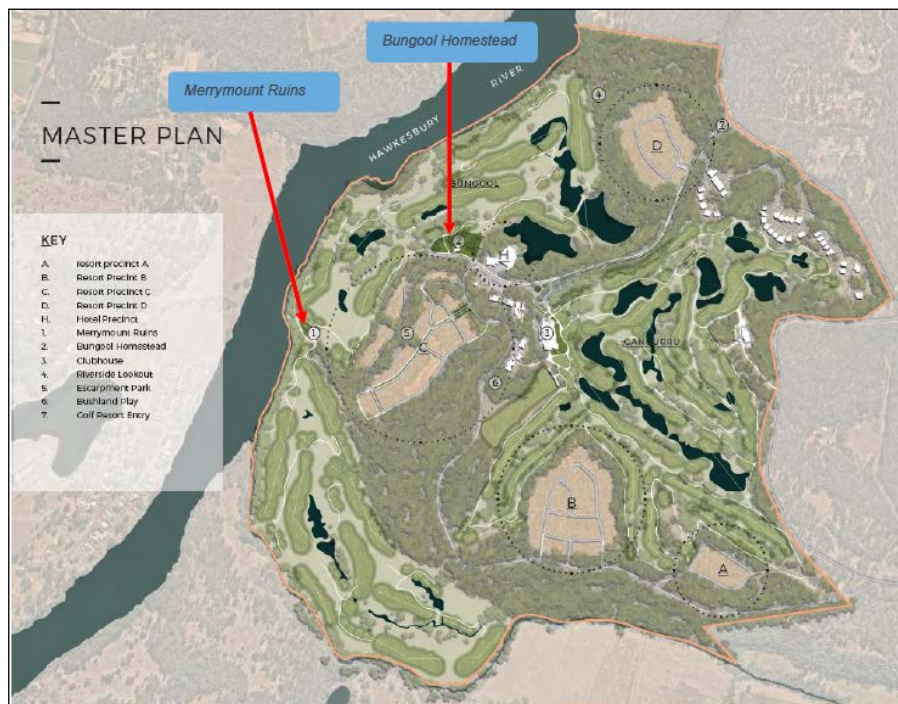 Bungool Homestead
Merrymount Ruins
HAWKESBURY RIVER
MASTER PLAN
KEY
A. resort precinct A
B. Resort Precinct B
C. Resort Precinct C
D. Resort Precinct D
H. Hotel Precinct
1. Merrymount Ruins
2. Bungool Homestead
3. Clubhouse
4. Riverside Lookout
5. Escarpment Park
6. Bushland Play
7. Golf Resort Entry
4
D
BUNGOOL
H
1
5
C
3
6
B
A